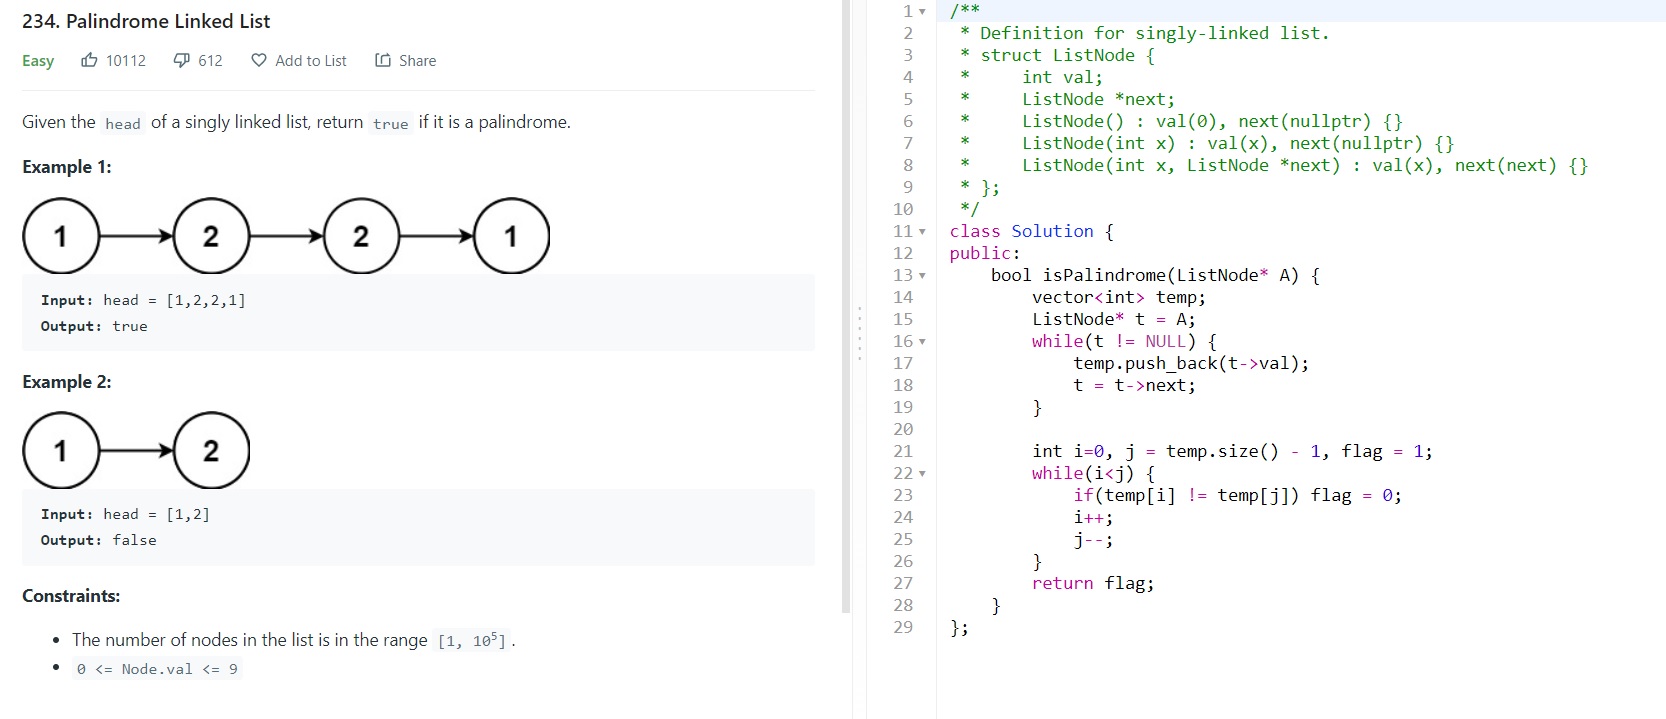 234. Palindrome Linked List
Easy 10112 612 Add to List Share
Given the head of a singly linked list, return true if it is a palindrome.
Example 1:
1 2 2 1
Input: head = [1,2,2,1]
Output: true
Example 2:
1 2
Input: head = [1,2]
Output: false
Constraints:
• The number of nodes in the list is in the range [1, 10⁵].
• 0 <= Node.val <= 9
1 /**
2  * Definition for singly-linked list.
3  * struct ListNode {
4  *     int val;
5  *     ListNode *next;
6  *     ListNode() : val(0), next(nullptr) {}
7  *     ListNode(int x) : val(x), next(nullptr) {}
8  *     ListNode(int x, ListNode *next) : val(x), next(next) {}
9  * };
10  */
11 class Solution {
12 public:
13     bool isPalindrome(ListNode* A) {
14         vector<int> temp;
15         ListNode* t = A;
16         while(t != NULL) {
17             temp.push_back(t->val);
18             t = t->next;
19         }
20
21         int i=0, j = temp.size() - 1, flag = 1;
22         while(i<j) {
23             if(temp[i] != temp[j]) flag = 0;
24             i++;
25             j--;
26         }
27         return flag;
28     }
29 };